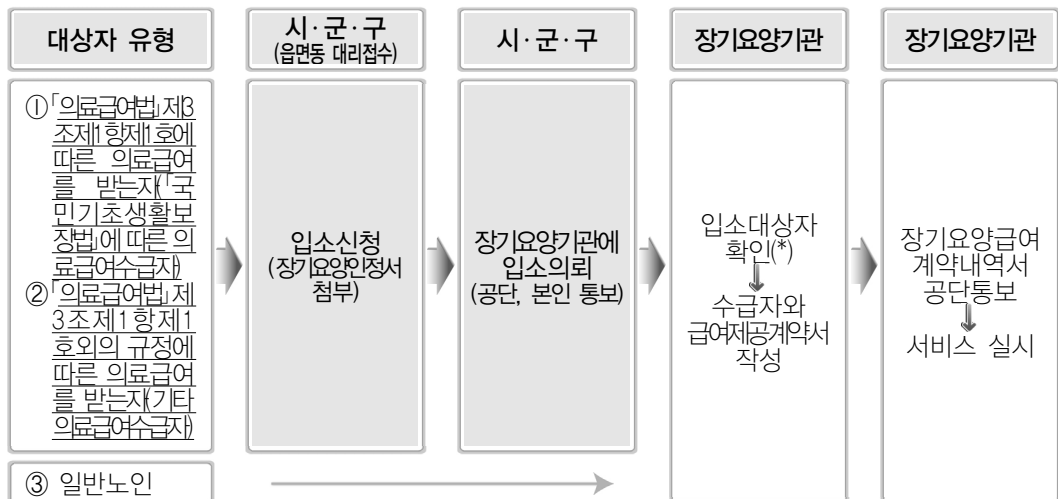 대상자 유형
시·군·구
(읍면동 대리접수)
시·군·구
장기요양기관
장기요양기관
①「의료급여법」제3
조제1항제1호에
따른 의료급여
를 받는자(「국
민기초생활보
장법」에 따른 의
료급여수급자)
②「의료급여법」제
3조제1항제1
호외의 규정에
따른 의료급여
를 받는자(기타
의료급여수급자)
③ 일반노인
입소신청
(장기요양인정서
첨부)
장기요양기관에
입소의뢰
(공단, 본인 통보)
입소대상자
확인(*)
수급자와
급여제공계약서
작성
장기요양급여
계약내역서
공단통보
서비스 실시